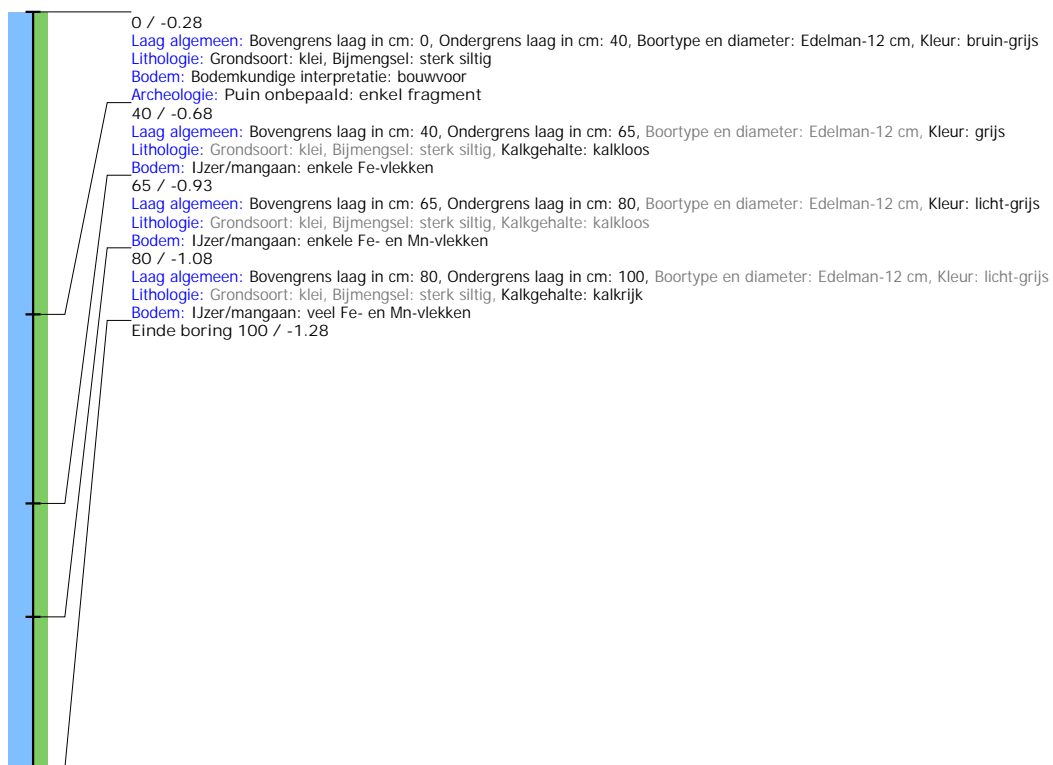 0 / -0.28
Laag algemeen: Bovengrens laag in cm: 0, Ondergrens laag in cm: 40, Boortype en diameter: Edelman-12 cm, Kleur: bruin-grijs
Lithologie: Grondsoort: klei, Bijmengsel: sterk siltig
Bodem: Bodemkundige interpretatie: bouwvoor
Archeologie: Puin onbepaald: enkel fragment
40 / -0.68
Laag algemeen: Bovengrens laag in cm: 40, Ondergrens laag in cm: 65, Boortype en diameter: Edelman-12 cm, Kleur: grijs
Lithologie: Grondsoort: klei, Bijmengsel: sterk siltig, Kalkgehalte: kalkloos
Bodem: IJzer/mangaan: enkele Fe-vlekken
65 / -0.93
Laag algemeen: Bovengrens laag in cm: 65, Ondergrens laag in cm: 80, Boortype en diameter: Edelman-12 cm, Kleur: licht-grijs
Lithologie: Grondsoort: klei, Bijmengsel: sterk siltig, Kalkgehalte: kalkloos
Bodem: IJzer/mangaan: enkele Fe- en Mn-vlekken
80 / -1.08
Laag algemeen: Bovengrens laag in cm: 80, Ondergrens laag in cm: 100, Boortype en diameter: Edelman-12 cm, Kleur: licht-grijs
Lithologie: Grondsoort: klei, Bijmengsel: sterk siltig, Kalkgehalte: kalkrijk
Bodem: IJzer/mangaan: veel Fe- en Mn-vlekken
Einde boring 100 / -1.28